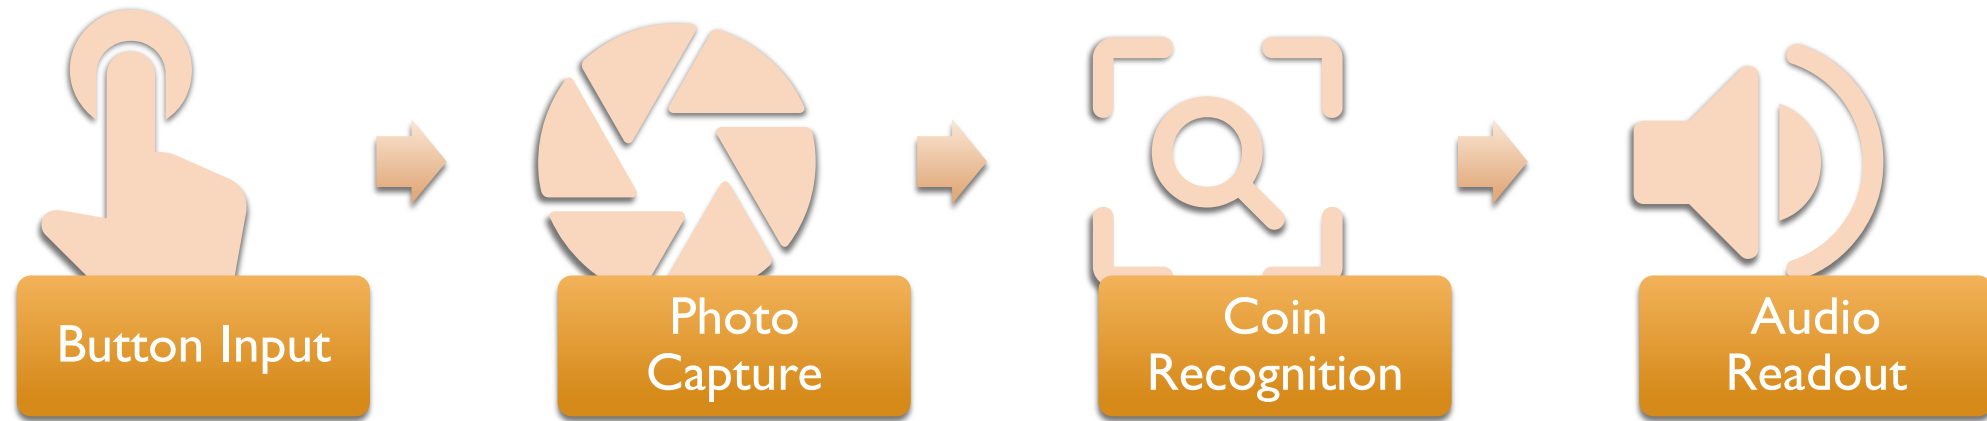 Button Input
Photo
Capture
Coin
Recognition
Audio
Readout